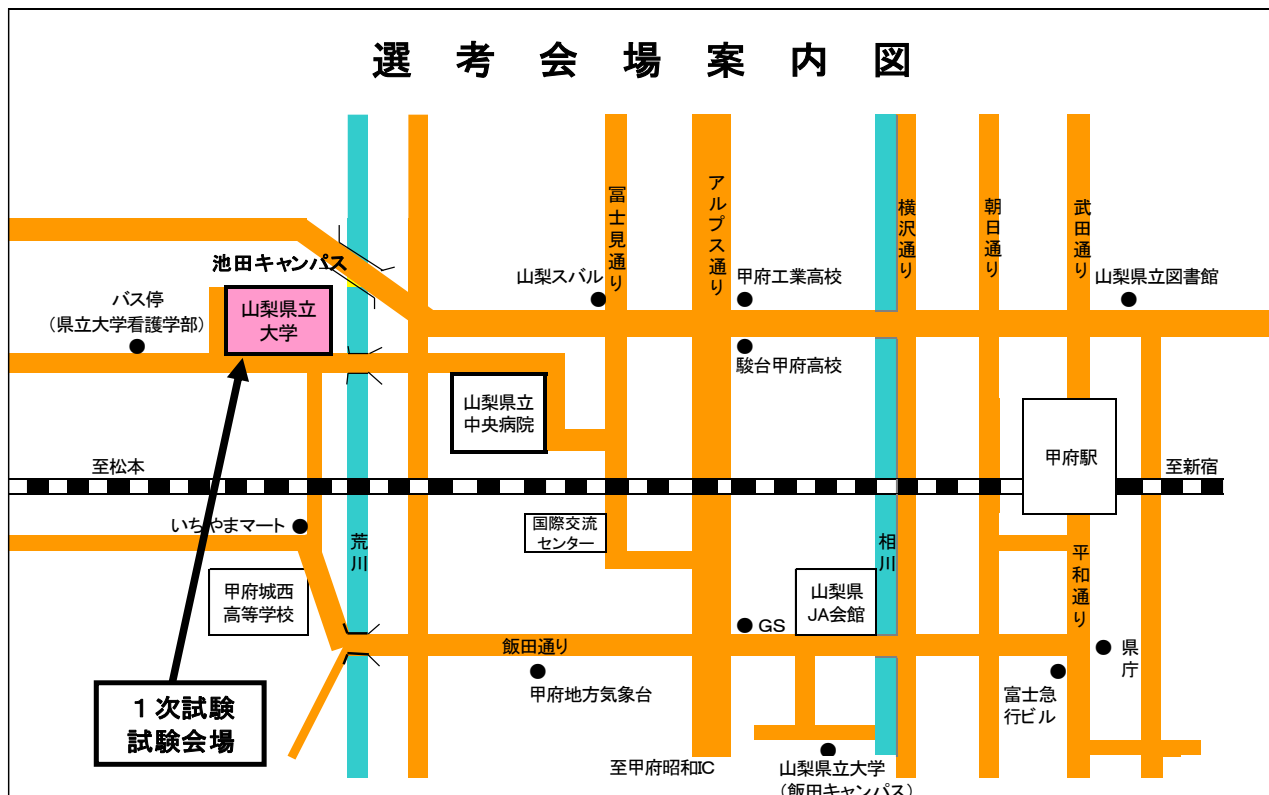 選考会場案内図
富士見通り
アルプス通り
横沢通り
朝日通り
武田通り
池田キャンパス
山梨スバル
甲府工業高校
山梨県立図書館
バス停
（県立大学看護学部）
山梨県立
大学
駿台甲府高校
山梨県立
中央病院
甲府駅
至松本
至新宿
いちやまマート
国際交流
センター
荒川
相川
平和通り
甲府城西
高等学校
山梨県
JA会館
GS
飯田通り
県庁
甲府地方気象台
富士急
行ビル
１次試験
試験会場
至甲府昭和IC
山梨県立大学
（飯田キャンパス）